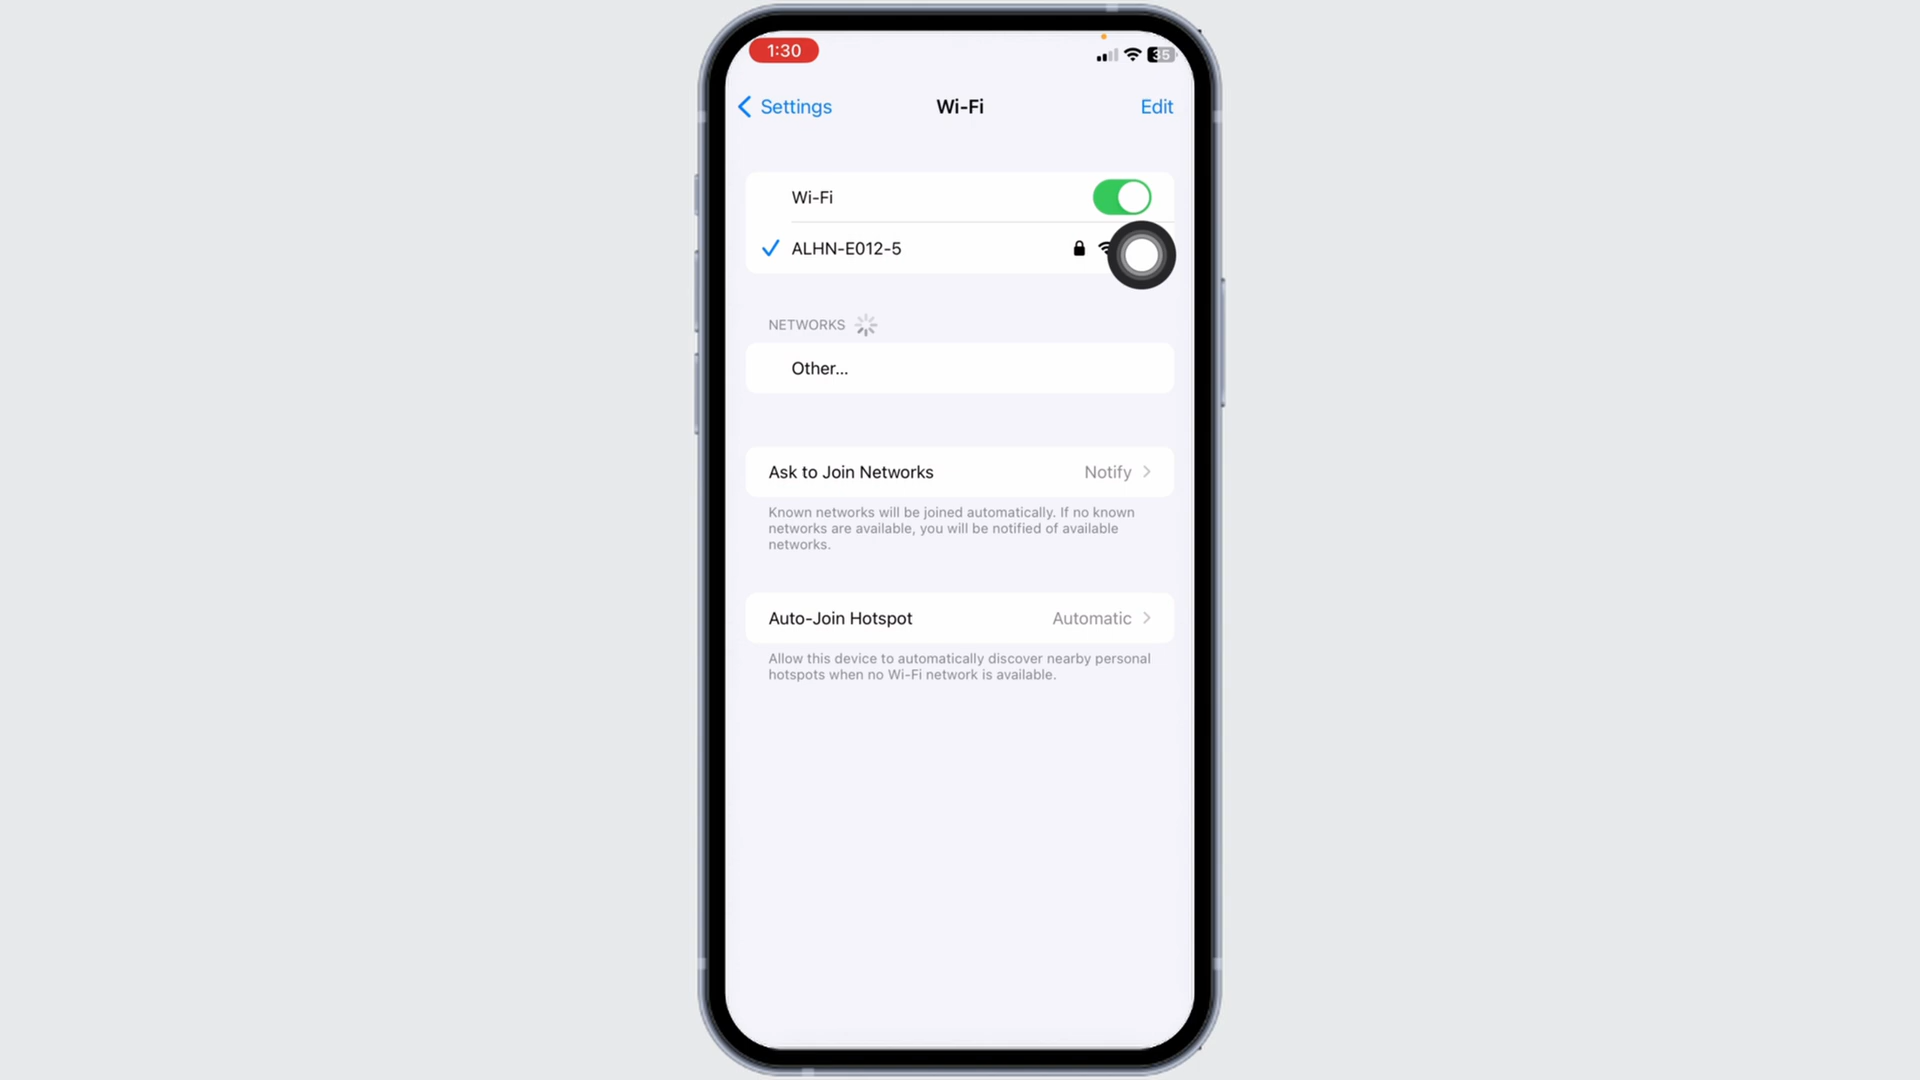 1:30
35
Settings
Wi-Fi
Edit
Wi-Fi
ALHN-E012-5
NETWORKS
Other...
Ask to Join Networks
Notify
Known networks will be joined automatically. If no known
networks are available, you will be notified of available
networks.
Auto-Join Hotspot
Automatic
Allow this device to automatically discover nearby personal
hotspots when no Wi-Fi network is available.